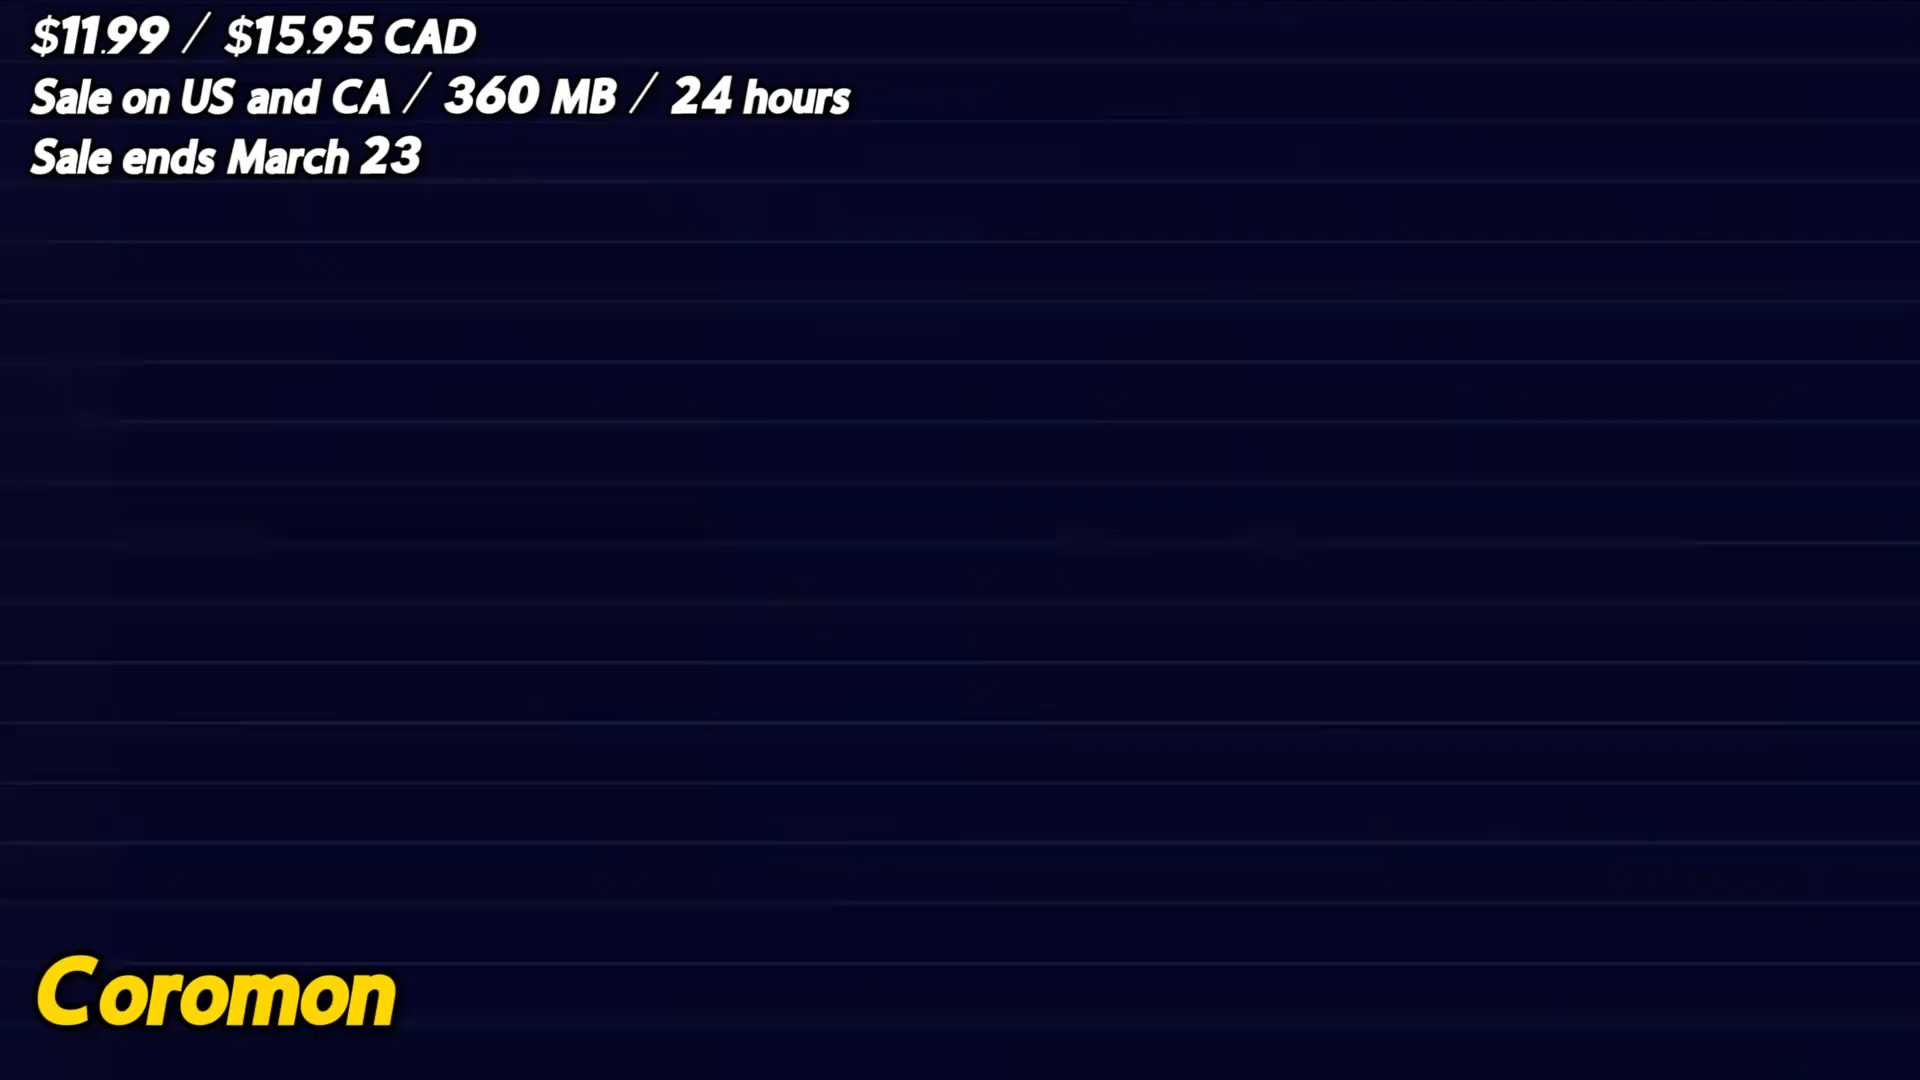 $11.99 / $15.95 CAD
Sale on US and CA / 360 MB / 24 hours
Sale ends March 23
Coromon